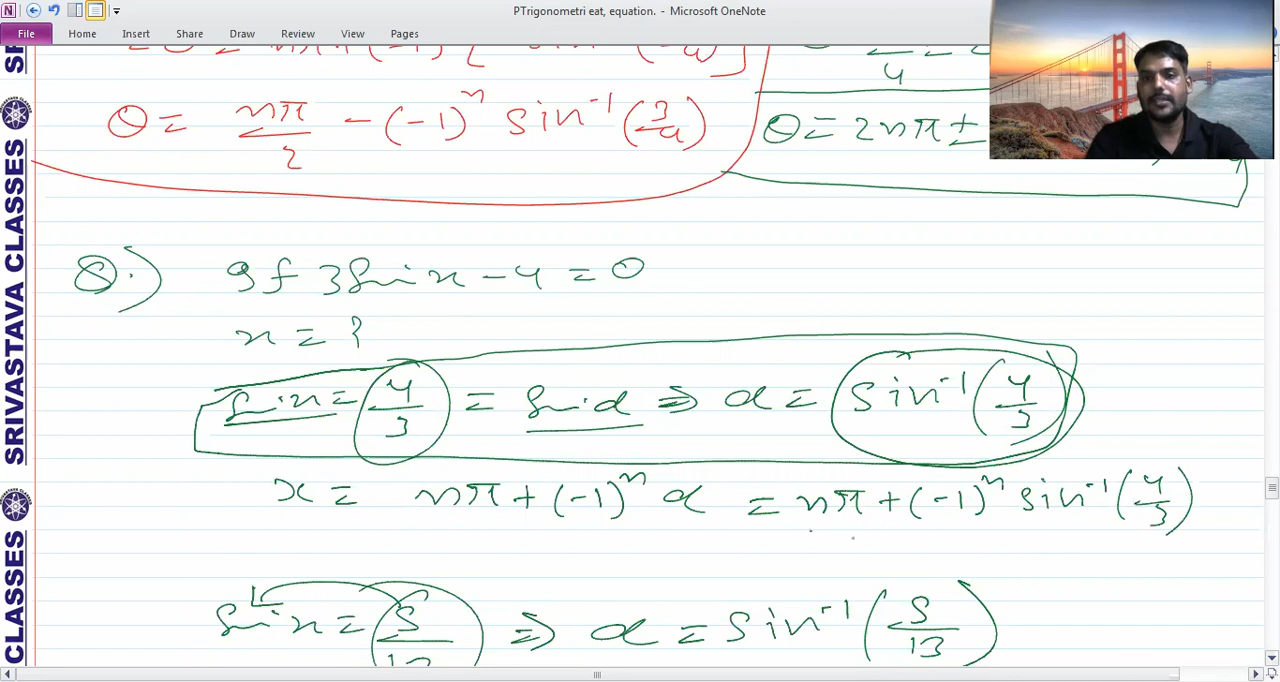 PTrigonometri eat, equation. - Microsoft OneNote
File Home Insert Share Draw Review View Pages
θ = nπ/2 - (-1)^n sin^-1 (3/4)
θ = 2nπ ±
Q.) If 3 Sin x - 4 = 0
x = ?
Sin x = 4/3 = Sin α ⇒ α = Sin^-1 (4/3)
x = nπ + (-1)^n α = nπ + (-1)^n sin^-1 (4/3)
Sin x = 5/13 ⇒ α = Sin^-1 (5/13)
SRIVASTAVA CLASSES
CLASSES